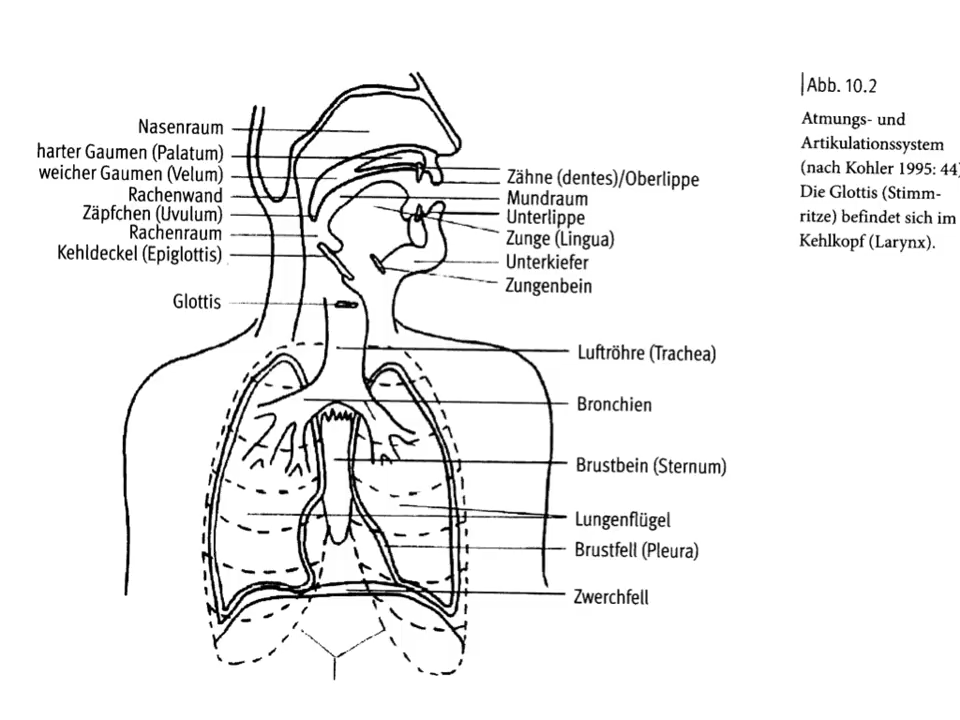 Nasenraum
harter Gaumen (Palatum)
weicher Gaumen (Velum)
Rachenwand
Zäpfchen (Uvulum)
Rachenraum
Kehldeckel (Epiglottis)
Glottis
Zähne (dentes)/Oberlippe
Mundraum
Unterlippe
Zunge (Lingua)
Unterkiefer
Zungenbein
Luftröhre (Trachea)
Bronchien
Brustbein (Sternum)
Lungenflügel
Brustfell (Pleura)
Zwerchfell
Abb. 10.2
Atmungs- und
Artikulationssystem
(nach Kohler 1995: 44)
Die Glottis (Stimm-
ritze) befindet sich im
Kehlkopf (Larynx).